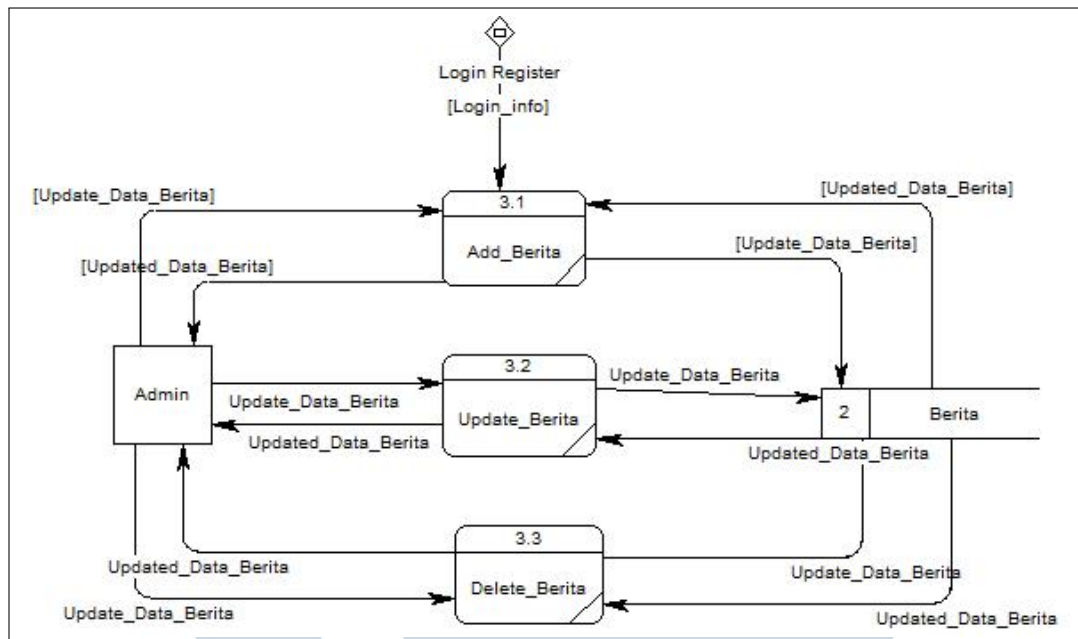 Login Register
[Login_info]
[Update_Data_Berita]
[Updated_Data_Berita]
3.1
Add_Berita
[Update_Data_Berita]
[Updated_Data_Berita]
Admin
3.2
Update_Berita
Update_Data_Berita
Update_Data_Berita
Updated_Data_Berita
2
Berita
Updated_Data_Berita
3.3
Delete_Berita
Updated_Data_Berita
Update_Data_Berita
Update_Data_Berita
Updated_Data_Berita